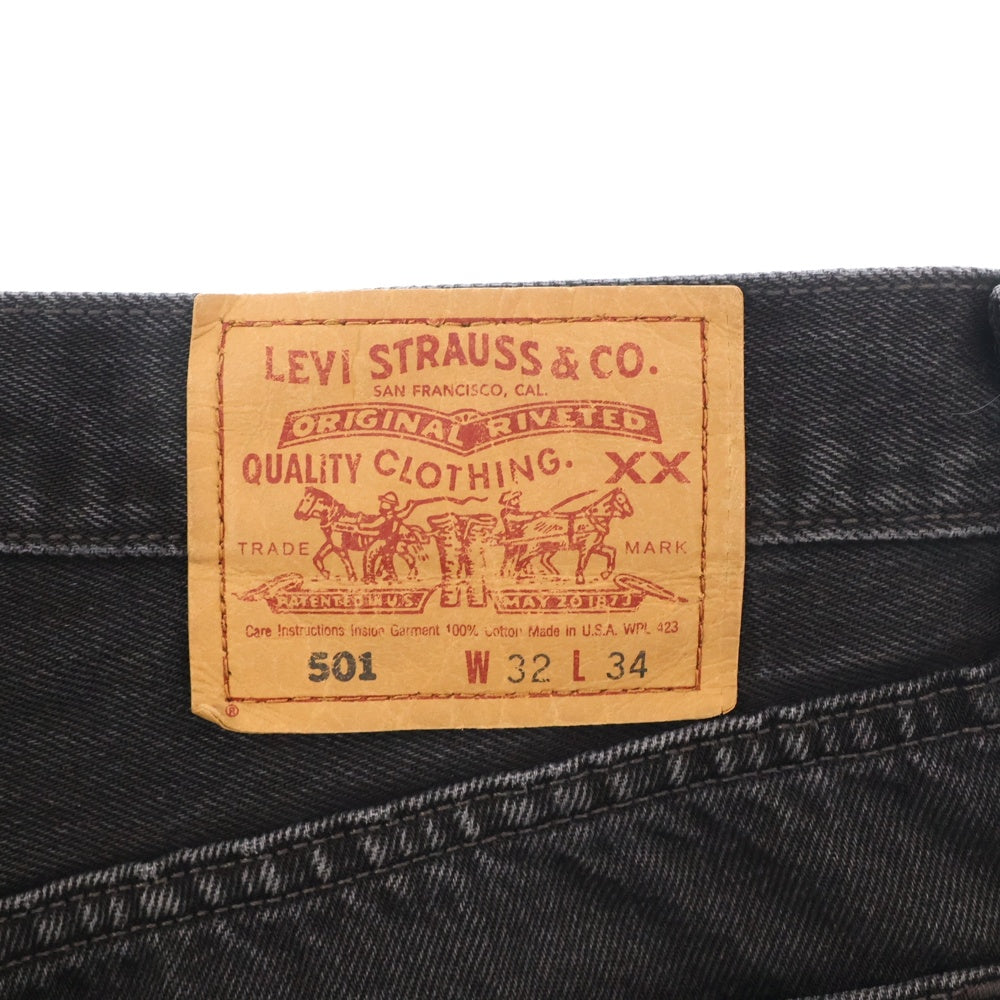 LEVI STRAUSS & CO.
SAN FRANCISCO, CAL.
ORIGINAL RIVETED
QUALITY CLOTHING. XX
TRADE MARK
PATENTED IN U.S. MAY 20 1873
Care Instructions Inside Garment 100% Cotton Made in U.S.A. WPL 423
501 W 32 L 34
®